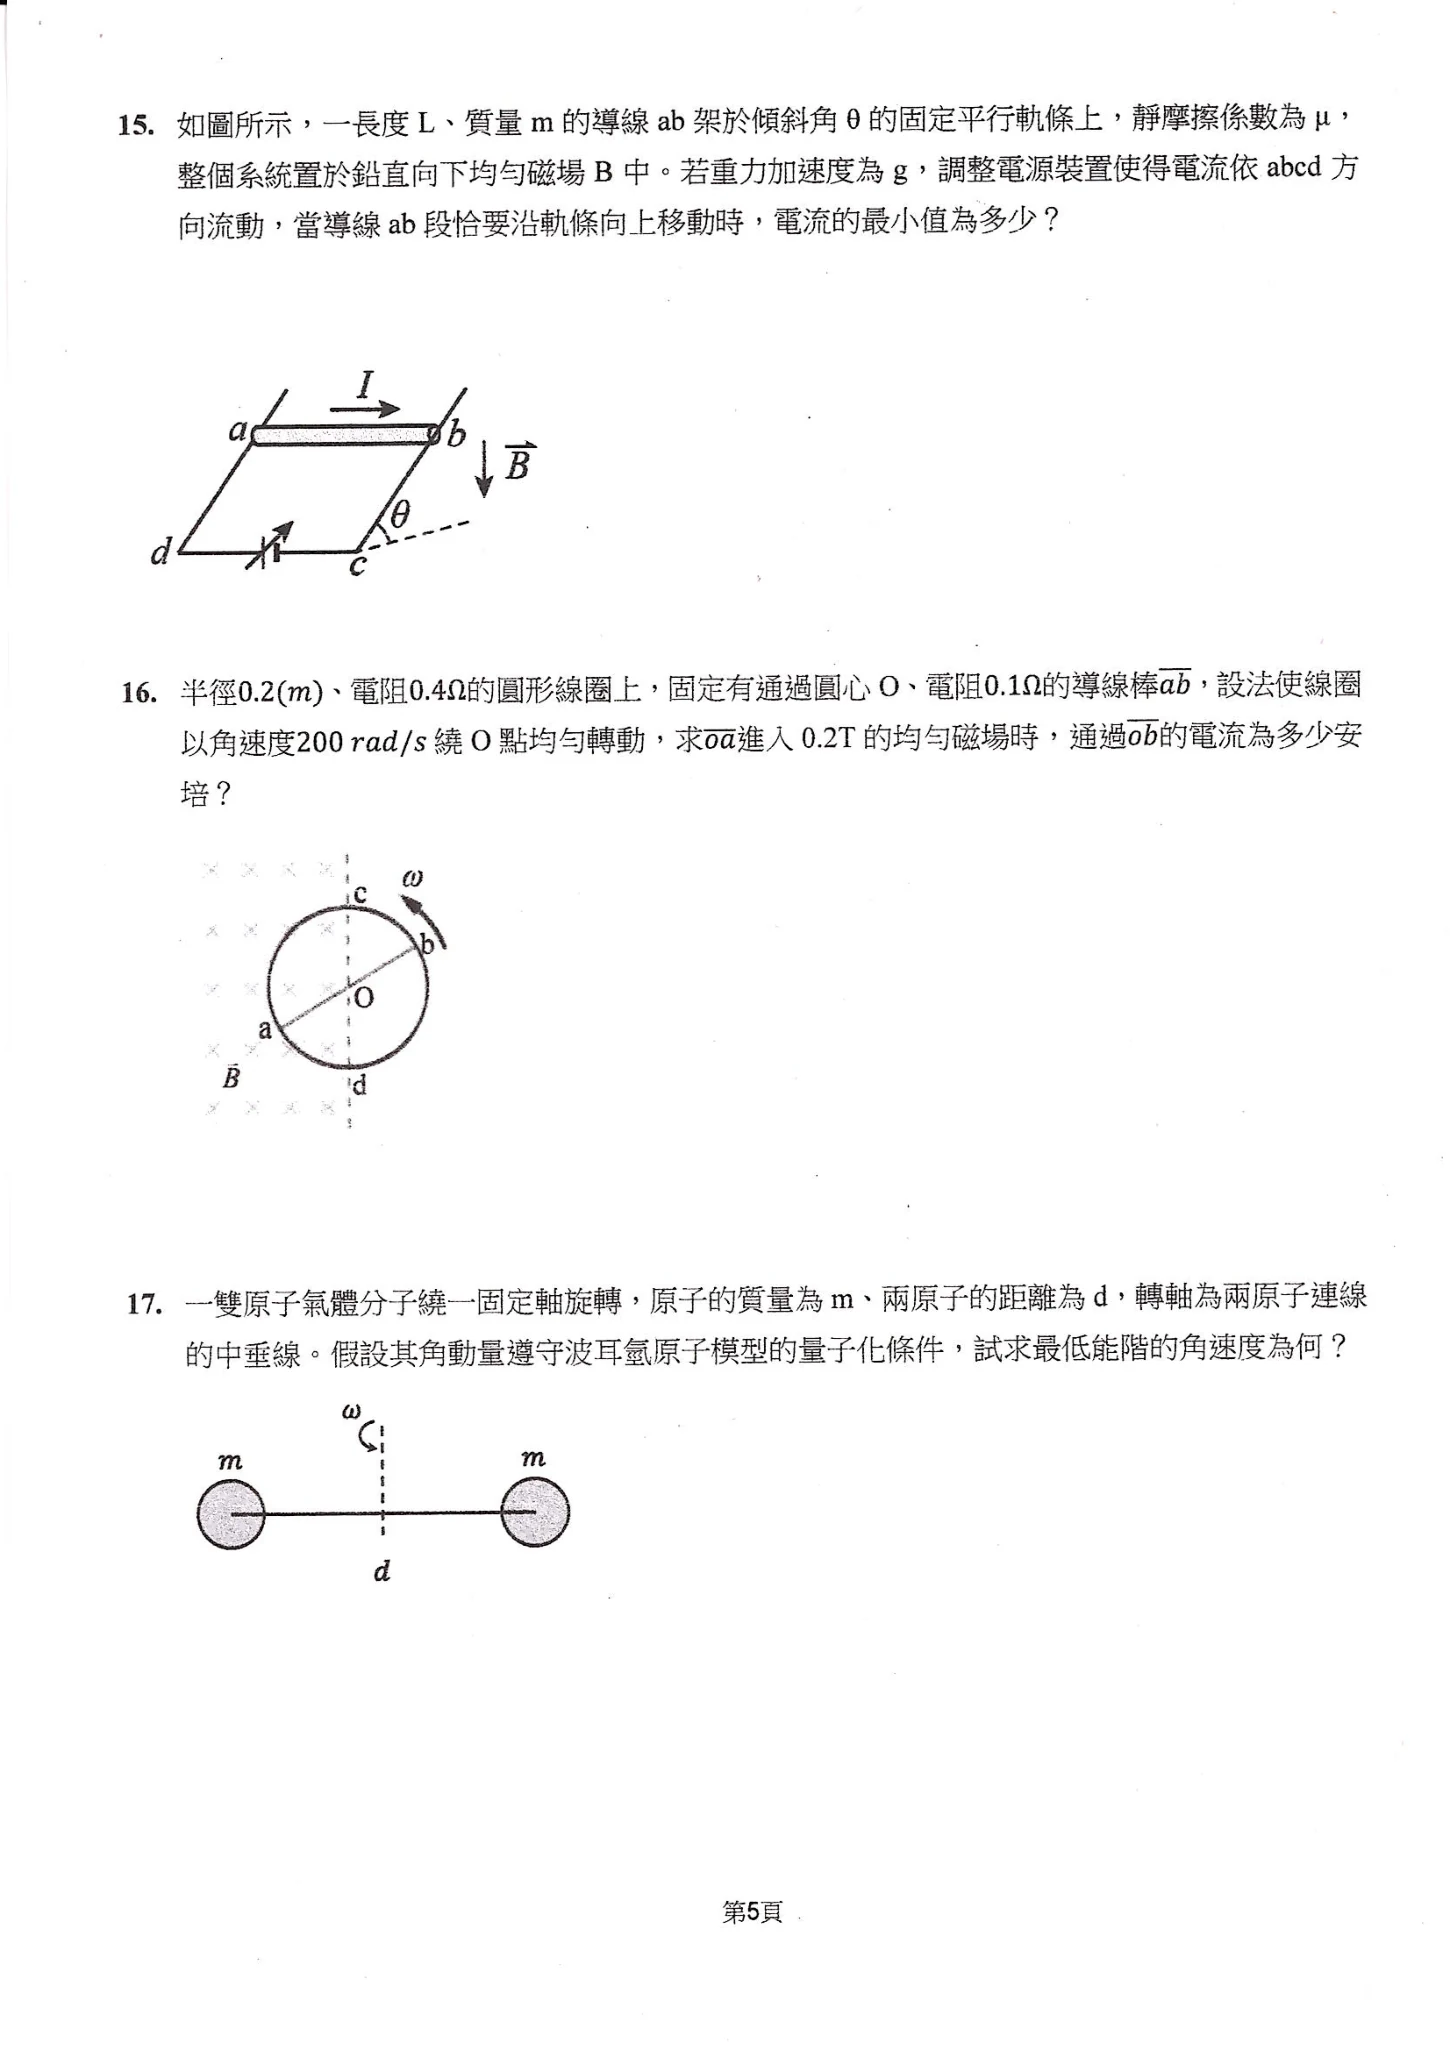 15. 如圖所示，一長度 L、質量 m 的導線 ab 架於傾斜角 θ 的固定平行軌條上，靜摩擦係數為 μ，
整個系統置於鉛直向下均勻磁場 B 中。若重力加速度為 g，調整電源裝置使得電流依 abcd 方
向流動，當導線 ab 段恰要沿軌條向上移動時，電流的最小值為多少？
I
a
b
B
θ
d
c
16. 半徑0.2(m)、電阻0.4Ω的圓形線圈上，固定有通過圓心 O、電阻0.1Ω的導線棒ab，設法使線圈
以角速度200 rad/s 繞 O 點均勻轉動，求oa進入 0.2T 的均勻磁場時，通過ob的電流為多少安
培？
ω
c
b
O
a
B
d
17. 一雙原子氣體分子繞一固定軸旋轉，原子的質量為 m、兩原子的距離為 d，轉軸為兩原子連線
的中垂線。假設其角動量遵守波耳氫原子模型的量子化條件，試求最低能階的角速度為何？
ω
m
m
d
第5頁